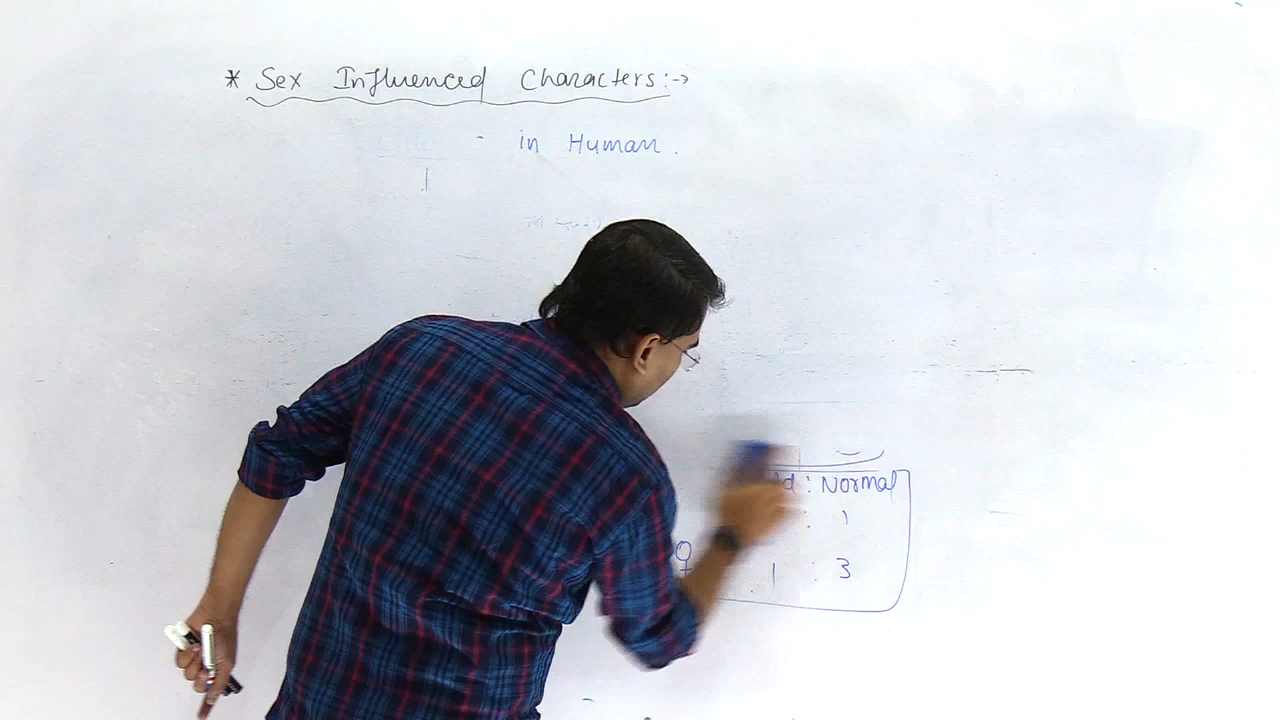 * Sex Influenced Characters:→
- in Human.
: Normal
: 1
♀ 1 : 3